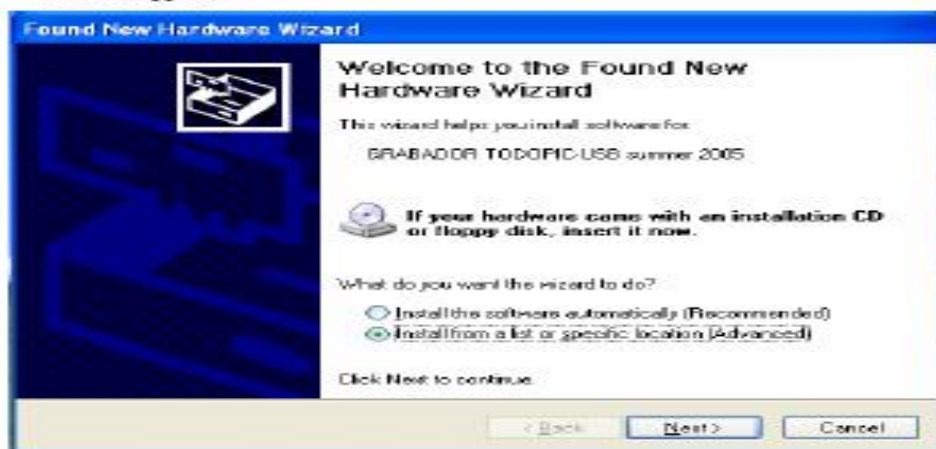 Found New Hardware Wizard
Welcome to the Found New
Hardware Wizard
This wizard helps you install software for:
GRABADOR TODOPIC-USB summer 2005
If your hardware came with an installation CD
or floppy disk, insert it now.
What do you want the wizard to do?
Install the software automatically (Recommended)
Install from a list or specific location (Advanced)
Click Next to continue.
< Back
Next >
Cancel